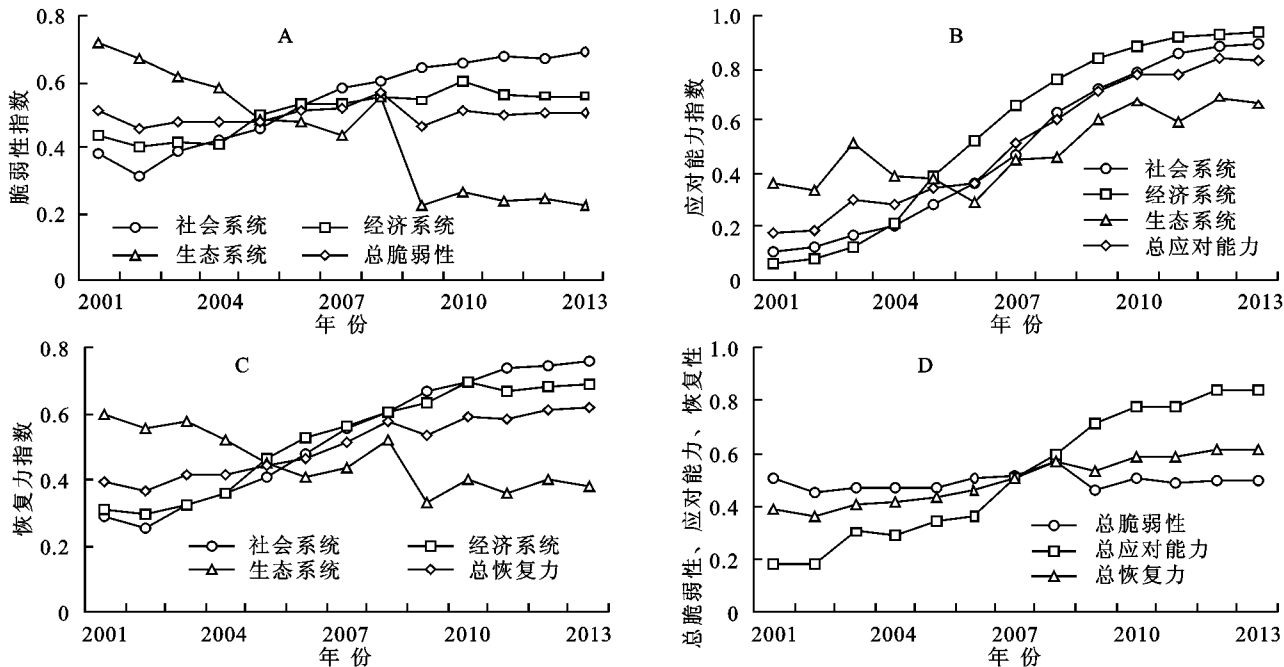 0.8
0.6
0.4
0.2
0
脆弱性指数
A
社会系统
经济系统
生态系统
总脆弱性
2001
2004
2007
2010
2013
年 份
1.0
0.8
0.6
0.4
0.2
0
应对能力指数
B
社会系统
经济系统
生态系统
总应对能力
2001
2004
2007
2010
2013
年 份
0.8
0.6
0.4
0.2
0
恢复力指数
C
社会系统
经济系统
生态系统
总恢复力
2001
2004
2007
2010
2013
年 份
1.0
0.8
0.6
0.4
0.2
0
总脆弱性、应对能力、恢复性
D
总脆弱性
总应对能力
总恢复力
2001
2004
2007
2010
2013
年 份